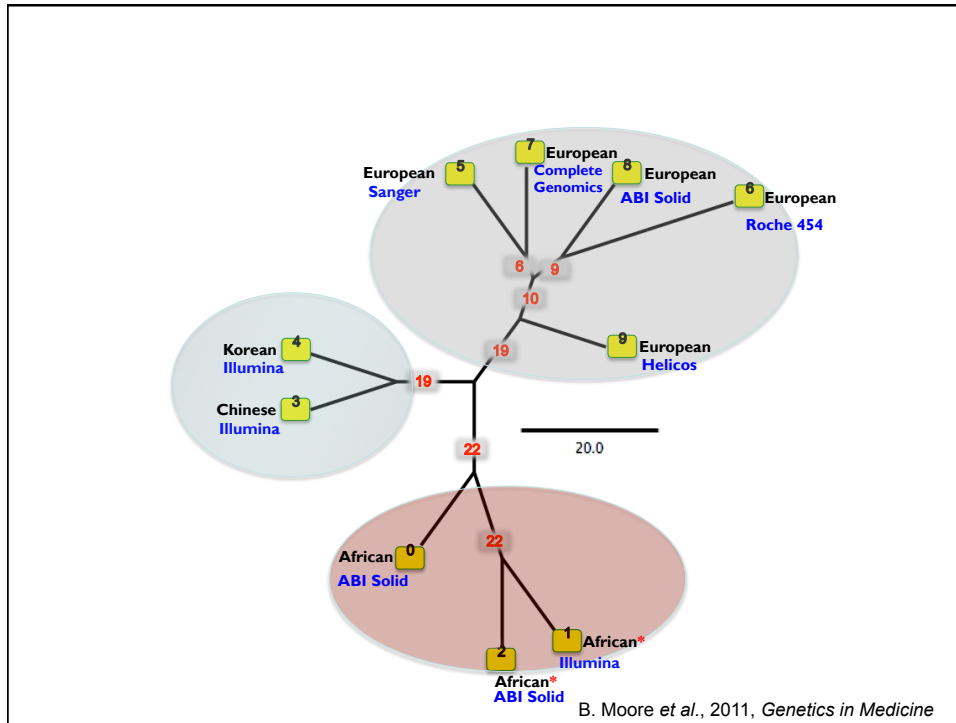 7
European
Complete
Genomics
5
European
Sanger
8
European
ABI Solid
6
European
Roche 454
6
9
10
19
9
European
Helicos
4
Korean
Illumina
19
3
Chinese
Illumina
22
20.0
22
0
African
ABI Solid
1
African*
Illumina
2
African*
ABI Solid
B. Moore et al., 2011, Genetics in Medicine